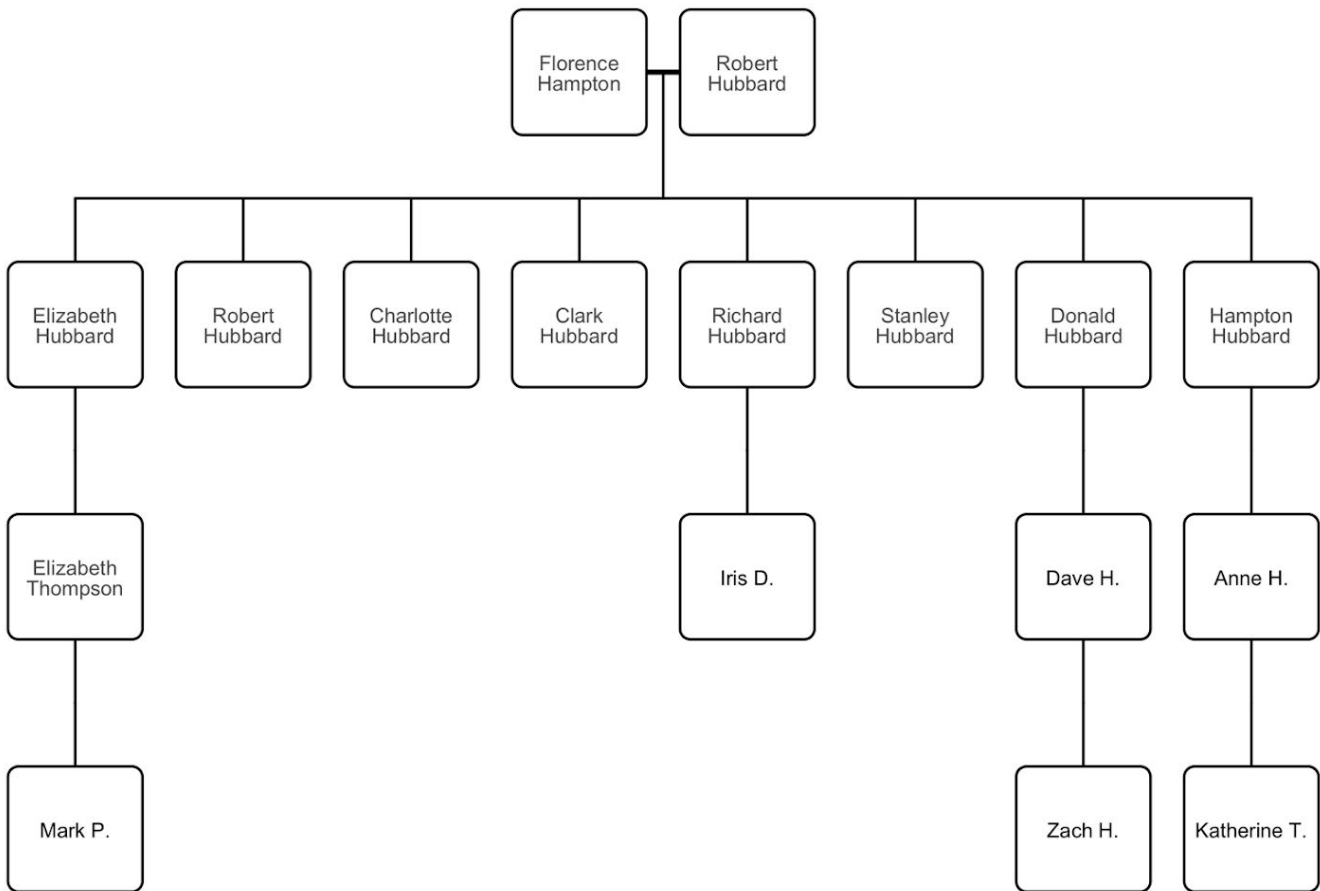 Florence
Hampton
Robert
Hubbard
Elizabeth
Hubbard
Robert
Hubbard
Charlotte
Hubbard
Clark
Hubbard
Richard
Hubbard
Stanley
Hubbard
Donald
Hubbard
Hampton
Hubbard
Elizabeth
Thompson
Iris D.
Dave H.
Anne H.
Mark P.
Zach H.
Katherine T.